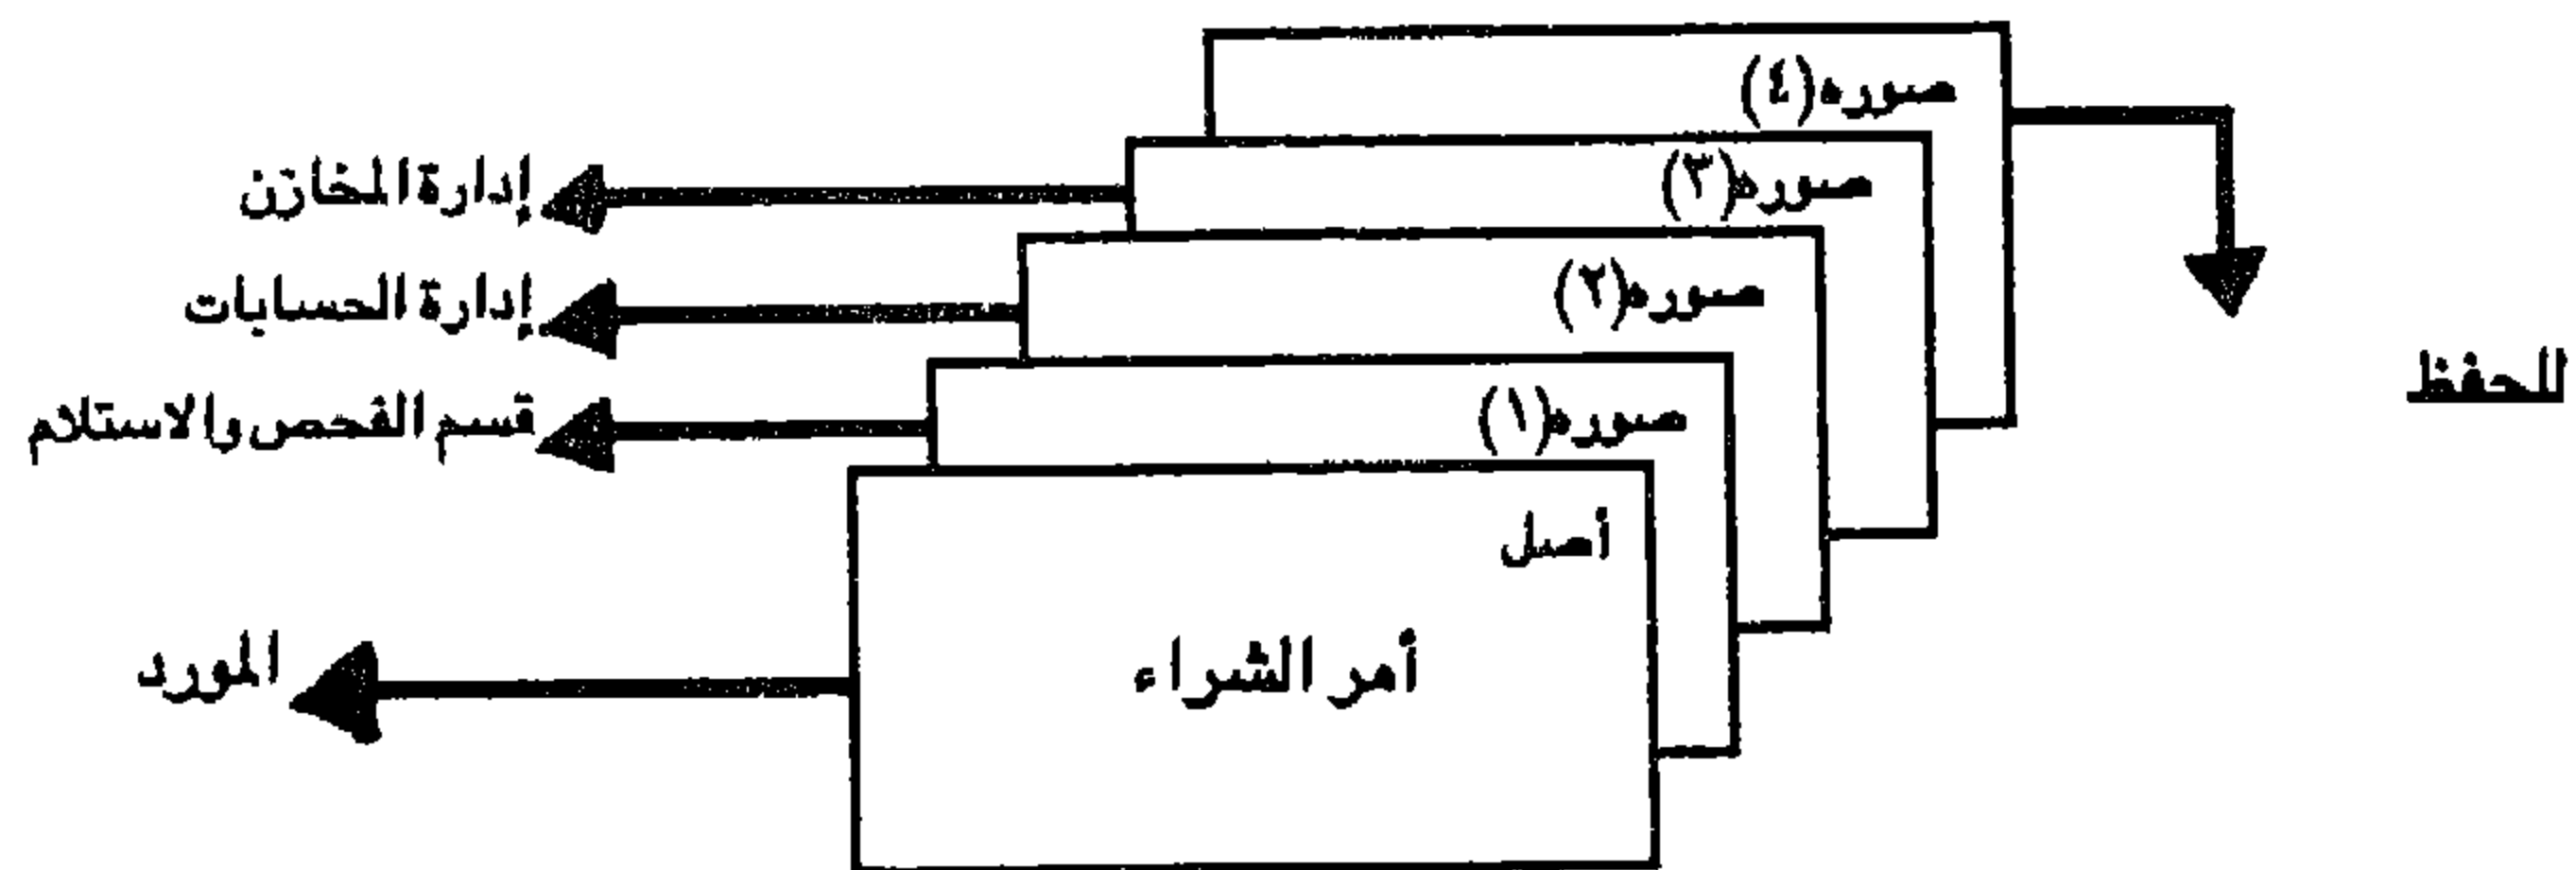 صوره(٤)
إدارة المخازن
صوره(٣)
إدارة الحسابات
صوره(٢)
للحفظ
قسم الفحص والاستلام
صوره(١)
أصل
أمر الشراء
المورد